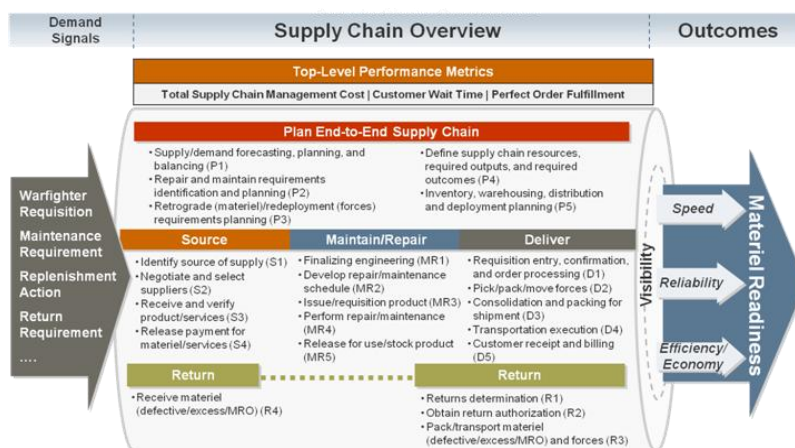 Demand
Signals
Supply Chain Overview
Outcomes
Top-Level Performance Metrics
Total Supply Chain Management Cost | Customer Wait Time | Perfect Order Fulfillment
Plan End-to-End Supply Chain
•Supply/demand forecasting, planning, and
balancing (P1)
•Repair and maintain requirements
identification and planning (P2)
•Retrograde (materiel)/redeployment (forces)
requirements planning (P3)
•Define supply chain resources,
required outputs, and required
outcomes (P4)
•Inventory, warehousing, distribution
and deployment planning (P5)
Warfighter
Requisition
Maintenance
Requirement
Replenishment
Action
Return
Requirement
....
Source
•Identify source of supply (S1)
•Negotiate and select
suppliers (S2)
•Receive and verify
product/services (S3)
•Release payment for
materiel/services (S4)
Maintain/Repair
•Finalizing engineering (MR1)
•Develop repair/maintenance
schedule (MR2)
•Issue/requisition product (MR3)
•Perform repair/maintenance
(MR4)
•Release for use/stock product
(MR5)
Deliver
•Requisition entry, confirmation,
and order processing (D1)
•Pick/pack/move forces (D2)
•Consolidation and packing for
shipment (D3)
•Transportation execution (D4)
•Customer receipt and billing
(D5)
Return
•Receive materiel
(defective/excess/MRO) (R4)
Return
•Returns determination (R1)
•Obtain return authorization (R2)
•Pack/transport materiel
(defective/excess/MRO) and forces (R3)
Visibility
Speed
Reliability
Efficiency/
Economy
Materiel Readiness